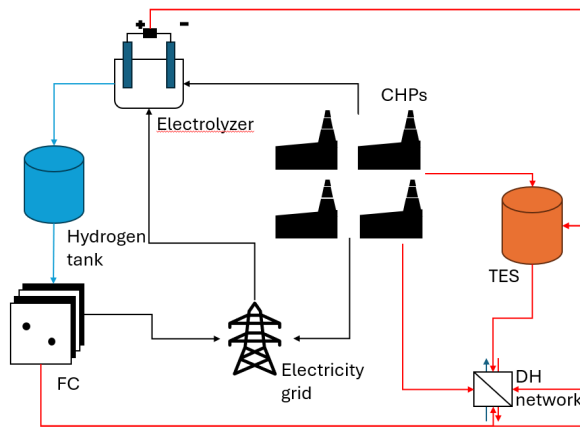 + -
CHPs
Electrolyzer
Hydrogen
tank
TES
FC
Electricity
grid
DH
network